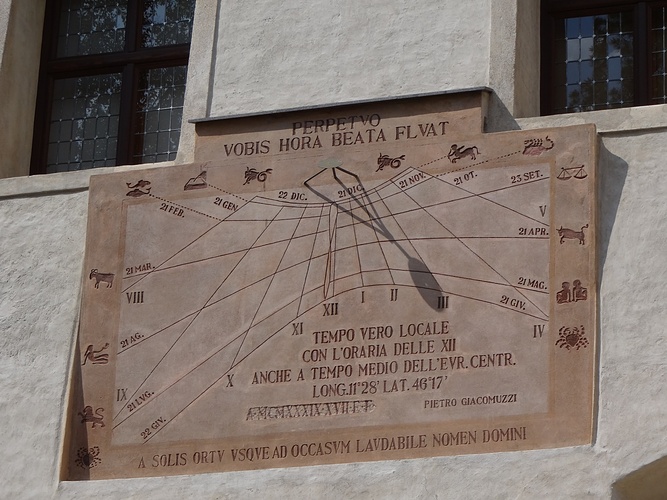 PERPETVO
VOBIS HORA BEATA FLVAT
22 DIC.
21 DIC.
21 NOV.
21 OT.
23 SET.
21 GEN.
21 FEB.
V
21 APR.
21 MAR.
VIII
21 MAG.
21 GIV.
IV
XII
I
II
III
XI
X
IX
21 AG.
21 LVG.
22 GIV.
TEMPO VERO LOCALE
CON L'ORARIA DELLE XII
ANCHE A TEMPO MEDIO DELL'EVR. CENTR.
LONG. 11°28' LAT. 46°17'
PIETRO GIACOMUZZI
A SOLIS ORTV VSQVE AD OCCASVM LAVDABILE NOMEN DOMINI